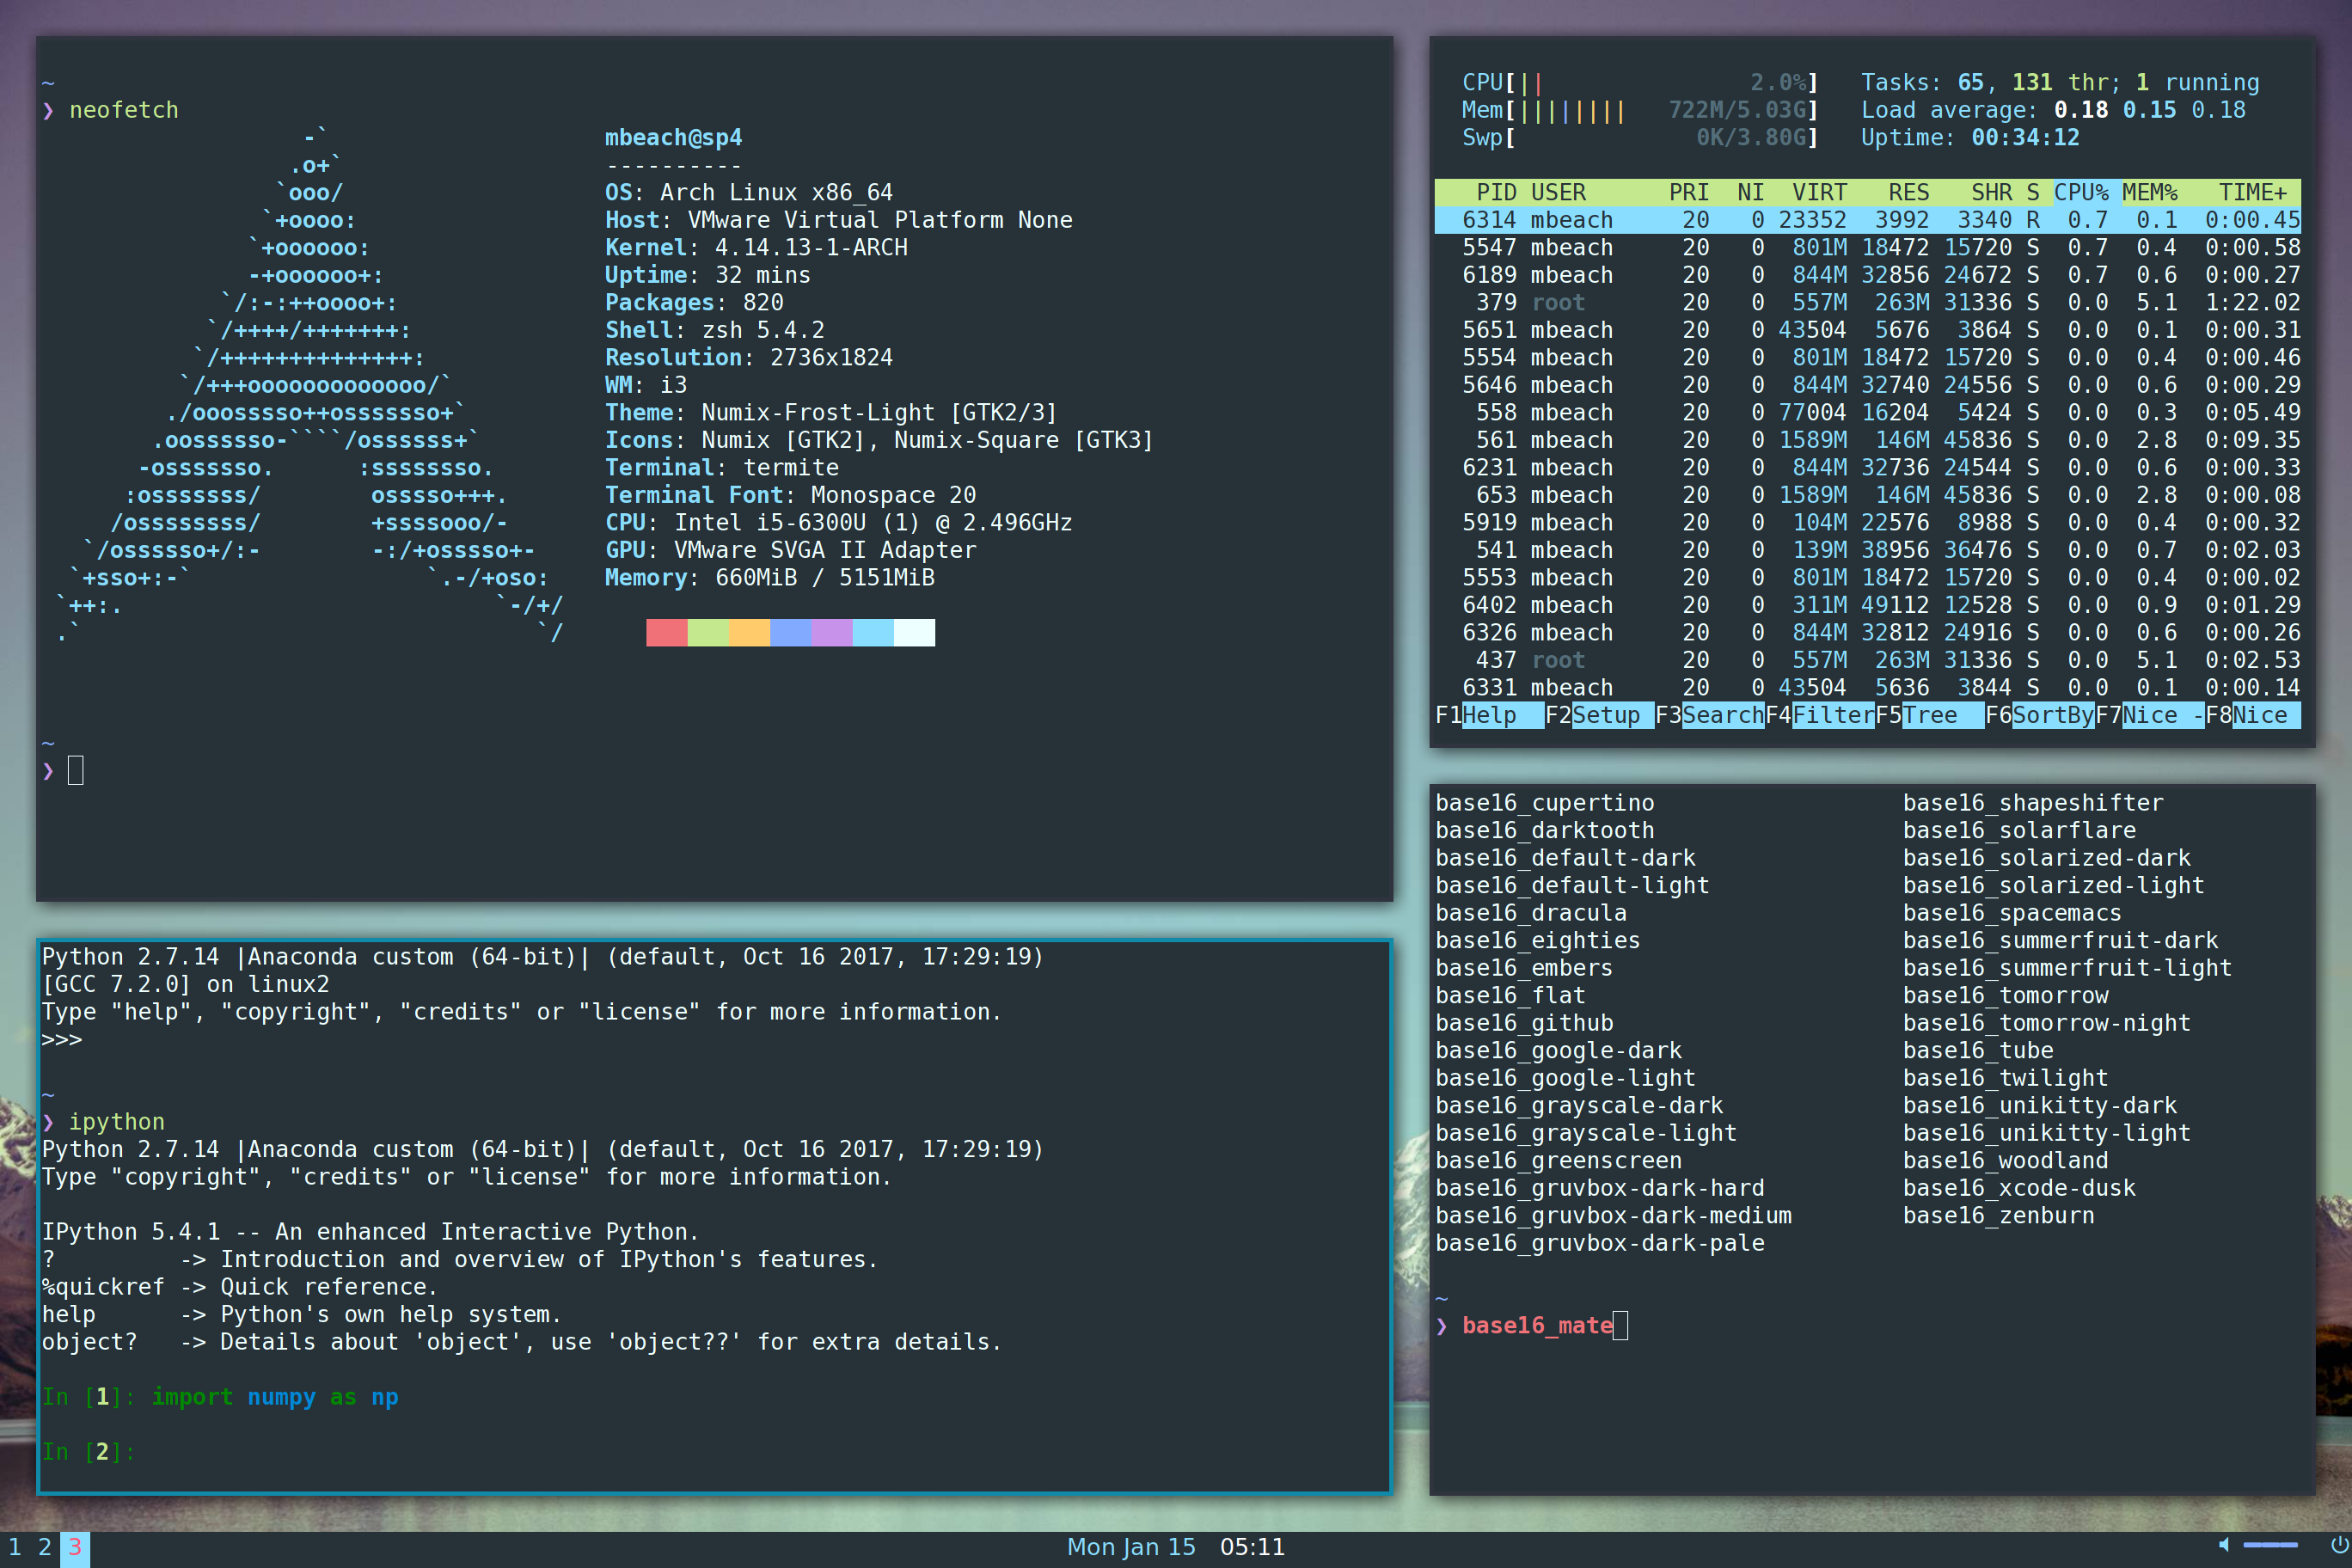 ~
❯ neofetch
-`
.o+`
`ooo/
`+oooo:
`+oooooo:
-+oooooo+:
`/:-:++oooo+:
`/++++/+++++++:
`/++++++++++++++:
`/+++ooooooooooooo/`
./ooosssso++osssssso+`
.oossssso-````/ossssss+`
-osssssso.      :ssssssso.
:osssssss/        osssso+++.
/ossssssss/        +ssssooo/-
`/ossssso+/:-        -:/+osssso+-
`+sso+:-`                 `.-/+oso:
`++:.                           `-/+/
.`                                 `/
mbeach@sp4
----------
OS: Arch Linux x86_64
Host: VMware Virtual Platform None
Kernel: 4.14.13-1-ARCH
Uptime: 32 mins
Packages: 820
Shell: zsh 5.4.2
Resolution: 2736x1824
WM: i3
Theme: Numix-Frost-Light [GTK2/3]
Icons: Numix [GTK2], Numix-Square [GTK3]
Terminal: termite
Terminal Font: Monospace 20
CPU: Intel i5-6300U (1) @ 2.496GHz
GPU: VMware SVGA II Adapter
Memory: 660MiB / 5151MiB
~
❯
CPU[|| 2.0%] Tasks: 65, 131 thr; 1 running
Mem[|||||||| 722M/5.03G] Load average: 0.18 0.15 0.18
Swp[ 0K/3.80G] Uptime: 00:34:12
PID USER PRI NI VIRT RES SHR S CPU% MEM% TIME+
6314 mbeach 20 0 23352 3992 3340 R 0.7 0.1 0:00.45
5547 mbeach 20 0 801M 18472 15720 S 0.7 0.4 0:00.58
6189 mbeach 20 0 844M 32856 24672 S 0.7 0.6 0:00.27
379 root 20 0 557M 263M 31336 S 0.0 5.1 1:22.02
5651 mbeach 20 0 43504 5676 3864 S 0.0 0.1 0:00.31
5554 mbeach 20 0 801M 18472 15720 S 0.0 0.4 0:00.46
5646 mbeach 20 0 844M 32740 24556 S 0.0 0.6 0:00.29
558 mbeach 20 0 77004 16204 5424 S 0.0 0.3 0:05.49
561 mbeach 20 0 1589M 146M 45836 S 0.0 2.8 0:09.35
6231 mbeach 20 0 844M 32736 24544 S 0.0 0.6 0:00.33
653 mbeach 20 0 1589M 146M 45836 S 0.0 2.8 0:00.08
5919 mbeach 20 0 104M 22576 8988 S 0.0 0.4 0:00.32
541 mbeach 20 0 139M 38956 36476 S 0.0 0.7 0:02.03
5553 mbeach 20 0 801M 18472 15720 S 0.0 0.4 0:00.02
6402 mbeach 20 0 311M 49112 12528 S 0.0 0.9 0:01.29
6326 mbeach 20 0 844M 32812 24916 S 0.0 0.6 0:00.26
437 root 20 0 557M 263M 31336 S 0.0 5.1 0:02.53
6331 mbeach 20 0 43504 5636 3844 S 0.0 0.1 0:00.14
F1Help F2Setup F3SearchF4FilterF5Tree F6SortByF7Nice -F8Nice
Python 2.7.14 |Anaconda custom (64-bit)| (default, Oct 16 2017, 17:29:19)
[GCC 7.2.0] on linux2
Type "help", "copyright", "credits" or "license" for more information.
>>>
~
❯ ipython
Python 2.7.14 |Anaconda custom (64-bit)| (default, Oct 16 2017, 17:29:19)
Type "copyright", "credits" or "license" for more information.
IPython 5.4.1 -- An enhanced Interactive Python.
? -> Introduction and overview of IPython's features.
%quickref -> Quick reference.
help -> Python's own help system.
object? -> Details about 'object', use 'object??' for extra details.
In [1]: import numpy as np
In [2]:
base16_cupertino base16_shapeshifter
base16_darktooth base16_solarflare
base16_default-dark base16_solarized-dark
base16_default-light base16_solarized-light
base16_dracula base16_spacemacs
base16_eighties base16_summerfruit-dark
base16_embers base16_summerfruit-light
base16_flat base16_tomorrow
base16_github base16_tomorrow-night
base16_google-dark base16_tube
base16_google-light base16_twilight
base16_grayscale-dark base16_unikitty-dark
base16_grayscale-light base16_unikitty-light
base16_greenscreen base16_woodland
base16_gruvbox-dark-hard base16_xcode-dusk
base16_gruvbox-dark-medium base16_zenburn
base16_gruvbox-dark-pale
~
❯ base16_mate
1 2 3 Mon Jan 15 05:11